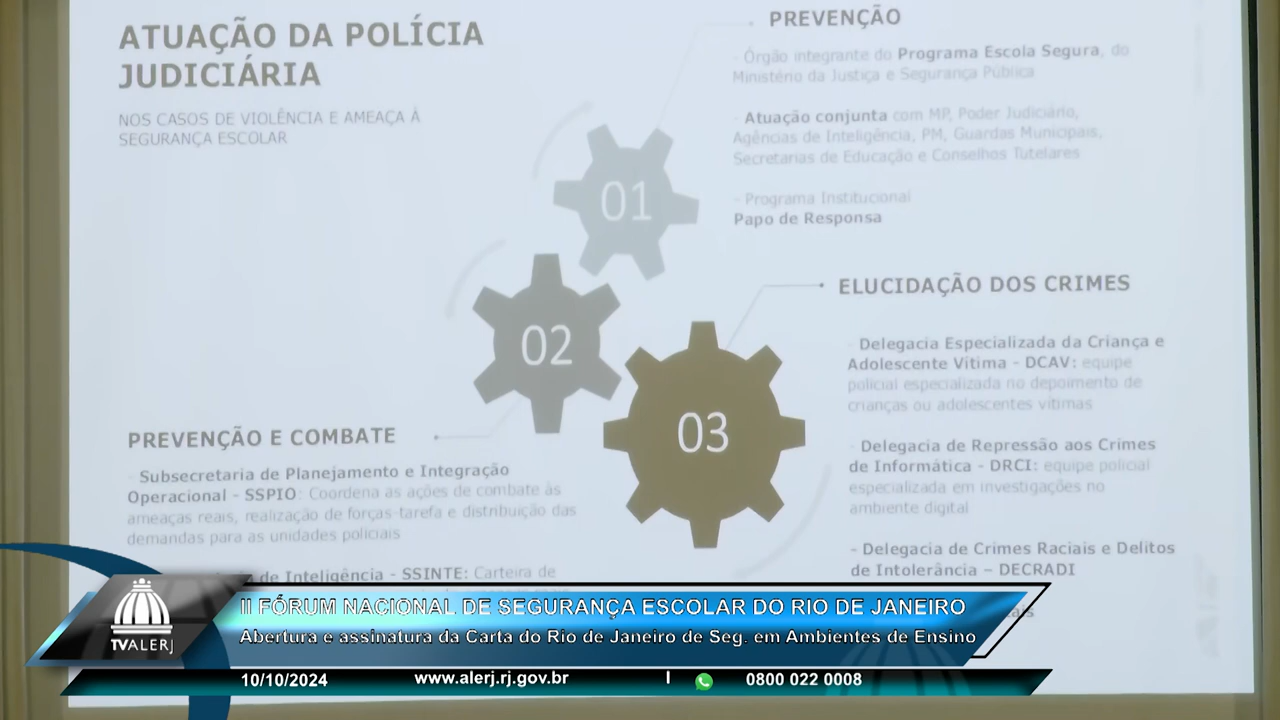 ATUAÇÃO DA POLÍCIA
JUDICIÁRIA
NOS CASOS DE VIOLÊNCIA E AMEAÇA À
SEGURANÇA ESCOLAR
01
PREVENÇÃO
- Órgão integrante do Programa Escola Segura, do
Ministério da Justiça e Segurança Pública
- Atuação conjunta com MP, Poder Judiciário,
Agências de Inteligência, PM, Guardas Municipais,
Secretarias de Educação e Conselhos Tutelares
- Programa Institucional
Papo de Responsa
02
PREVENÇÃO E COMBATE
- Subsecretaria de Planejamento e Integração
Operacional - SSPIO: Coordena as ações de combate às
ameaças reais, realização de forças-tarefa e distribuição das
demandas para as unidades policiais
de Inteligência - SSINTE: Carteira de
03
ELUCIDAÇÃO DOS CRIMES
- Delegacia Especializada da Criança e
Adolescente Vítima - DCAV: equipe
policial especializada no depoimento de
crianças ou adolescentes vítimas
- Delegacia de Repressão aos Crimes
de Informática - DRCI: equipe policial
especializada em investigações no
ambiente digital
- Delegacia de Crimes Raciais e Delitos
de Intolerância – DECRADI
TVALERJ
II FÓRUM NACIONAL DE SEGURANÇA ESCOLAR DO RIO DE JANEIRO
Abertura e assinatura da Carta do Rio de Janeiro de Seg. em Ambientes de Ensino
10/10/2024 www.alerj.rj.gov.br | 0800 022 0008